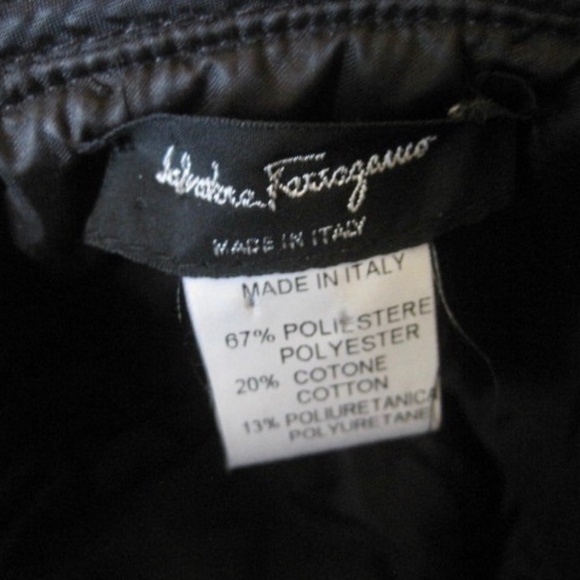 Salvatore Ferragamo
MADE IN ITALY
MADE IN ITALY
67% POLIESTERE
POLYESTER
20% COTONE
COTTON
13% POLIURETANICA
POLYURETANE